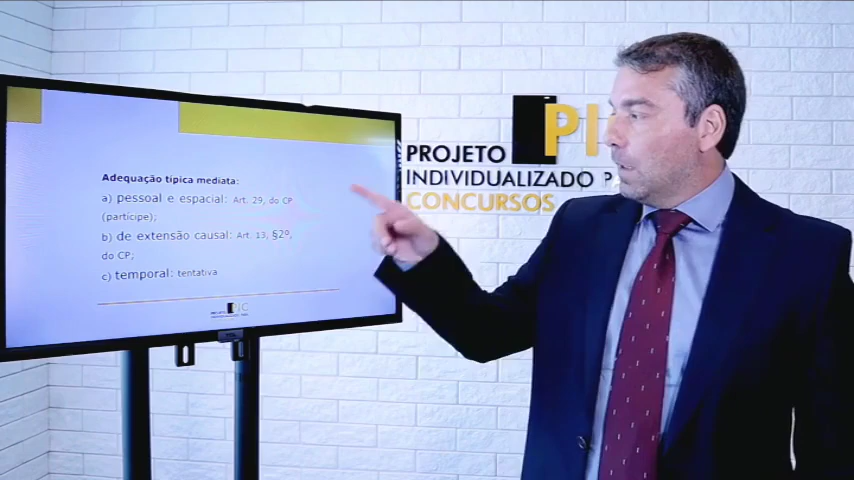 Adequação típica mediata:
a) pessoal e espacial: Art. 29, do CP
(partícipe);
b) de extensão causal: Art. 13, §2º,
do CP;
c) temporal: tentativa
PIC
PROJETO
INDIVIDUALIZADO
CONCURSOS